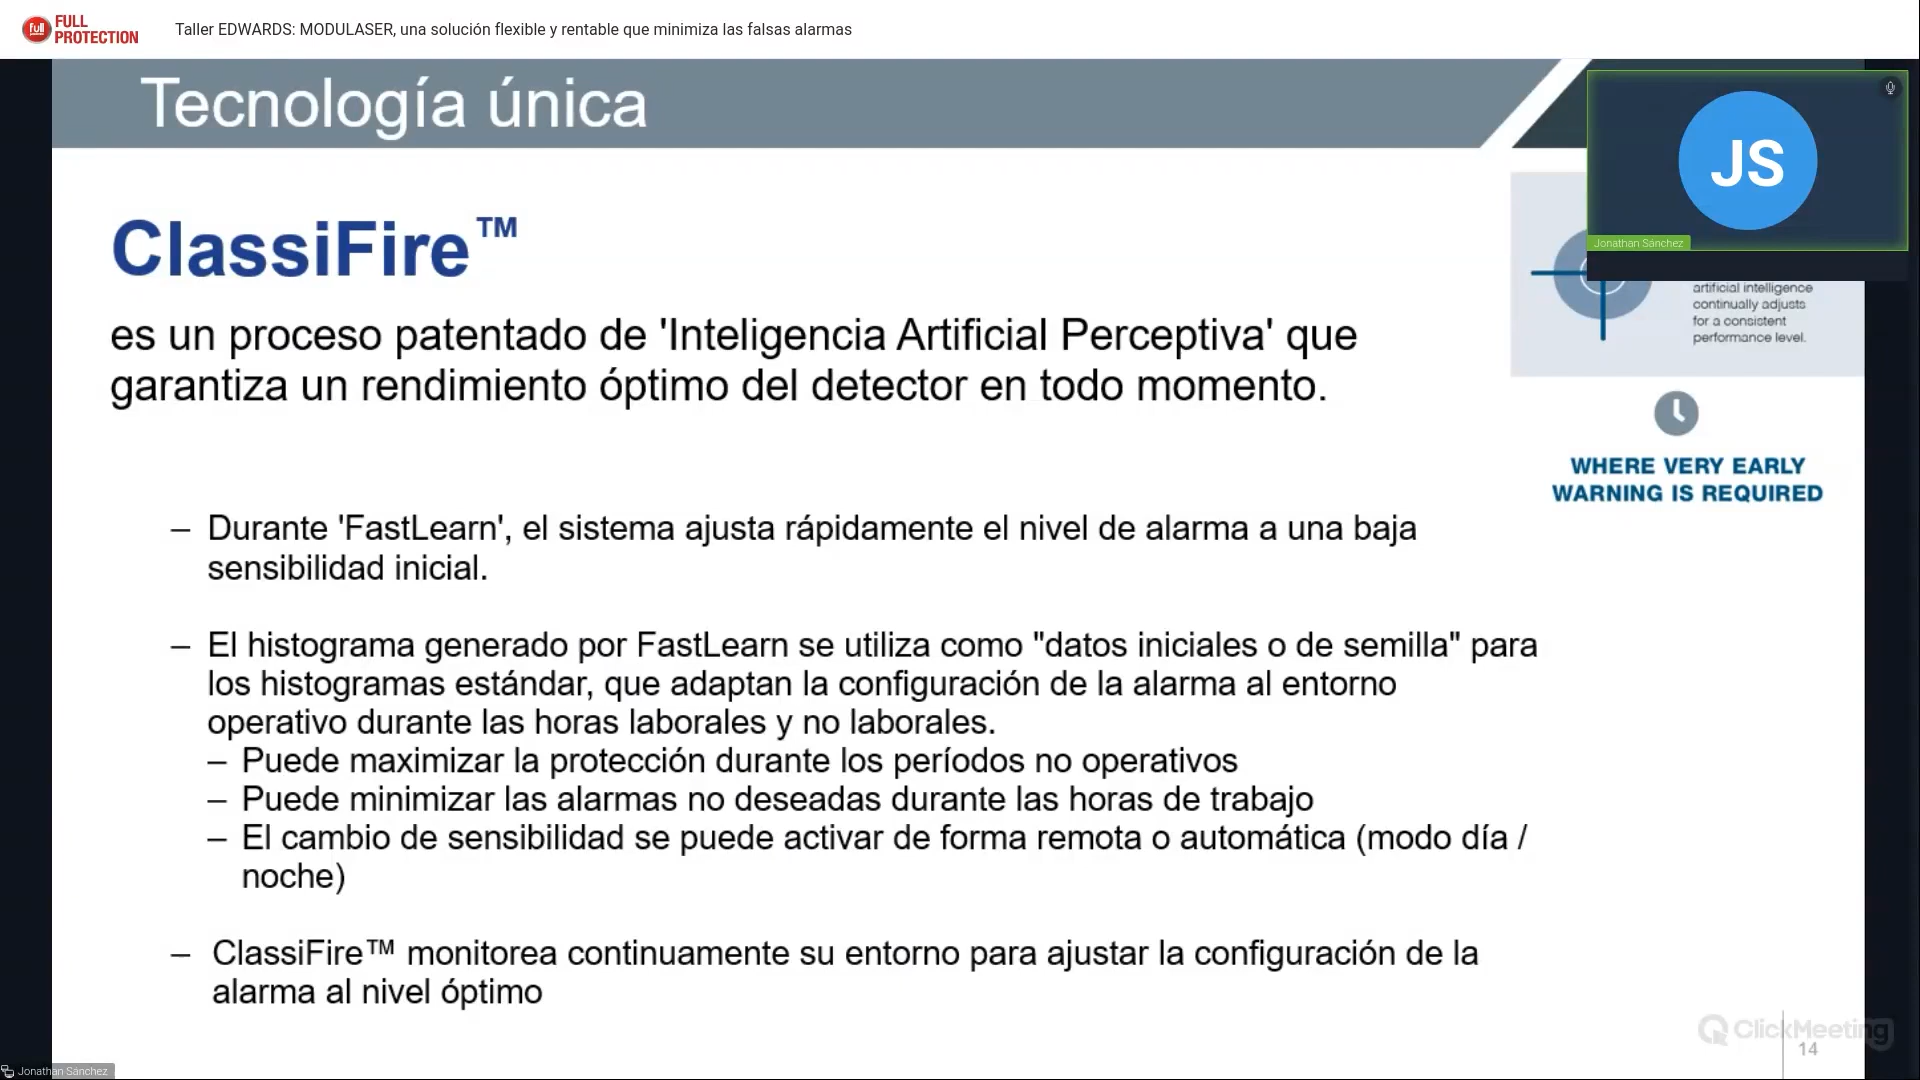 full
FULL
PROTECTION
Taller EDWARDS: MODULASER, una solución flexible y rentable que minimiza las falsas alarmas
Tecnología única
JS
Jonathan Sánchez
ClassiFire™
es un proceso patentado de 'Inteligencia Artificial Perceptiva' que
garantiza un rendimiento óptimo del detector en todo momento.
artificial intelligence
continually adjusts
for a consistent
performance level.
WHERE VERY EARLY
WARNING IS REQUIRED
– Durante 'FastLearn', el sistema ajusta rápidamente el nivel de alarma a una baja
sensibilidad inicial.
– El histograma generado por FastLearn se utiliza como "datos iniciales o de semilla" para
los histogramas estándar, que adaptan la configuración de la alarma al entorno
operativo durante las horas laborales y no laborales.
– Puede maximizar la protección durante los períodos no operativos
– Puede minimizar las alarmas no deseadas durante las horas de trabajo
– El cambio de sensibilidad se puede activar de forma remota o automática (modo día /
noche)
– ClassiFire™ monitorea continuamente su entorno para ajustar la configuración de la
alarma al nivel óptimo
ClickMeeting
14
Jonathan Sánchez